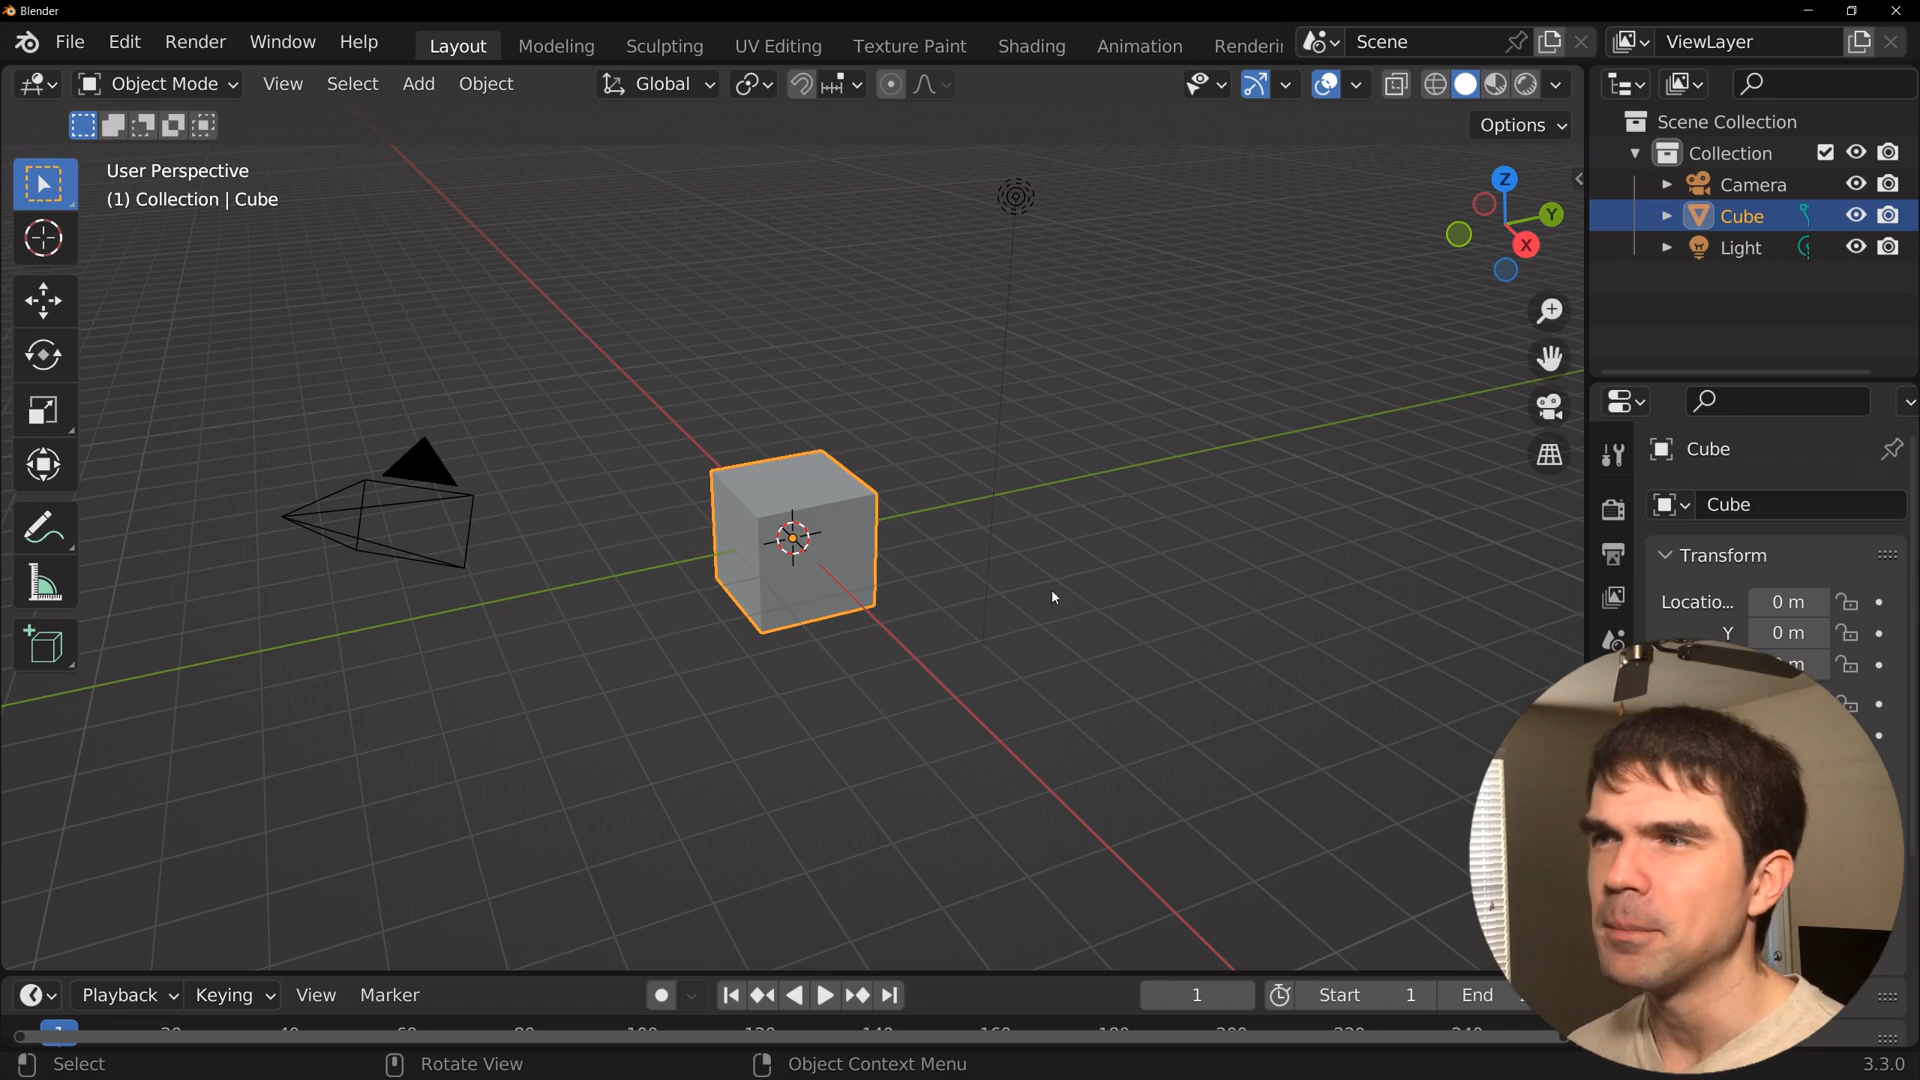 Blender
File Edit Render Window Help
Layout Modeling Sculpting UV Editing Texture Paint Shading Animation Renderi
Scene
ViewLayer
Object Mode View Select Add Object
Global
Options
User Perspective
(1) Collection | Cube
Z
Y
X
Scene Collection
Collection
Camera
Cube
Light
Cube
Cube
Transform
Locatio... 0 m
Y 0 m
m
Playback Keying View Marker
1
Start 1
End
1
Select
Rotate View
Object Context Menu
3.3.0